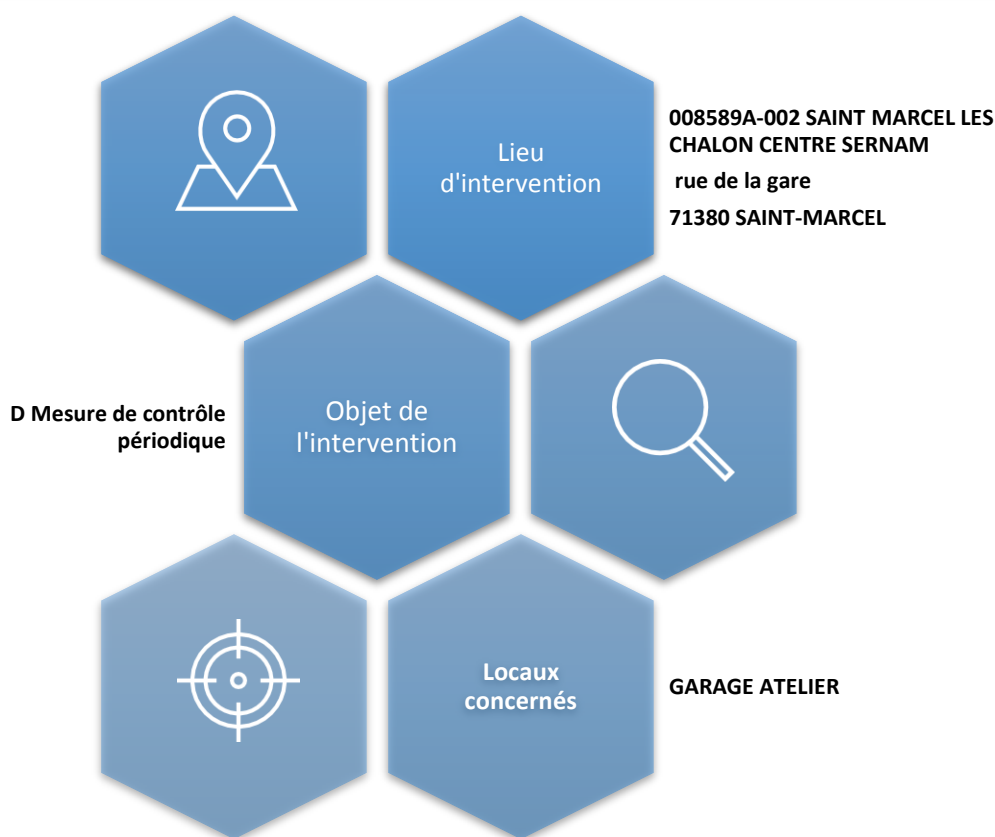 Lieu
d'intervention
008589A-002 SAINT MARCEL LES
CHALON CENTRE SERNAM
rue de la gare
71380 SAINT-MARCEL
D Mesure de contrôle
périodique
Objet de
l'intervention
Locaux
concernés
GARAGE ATELIER